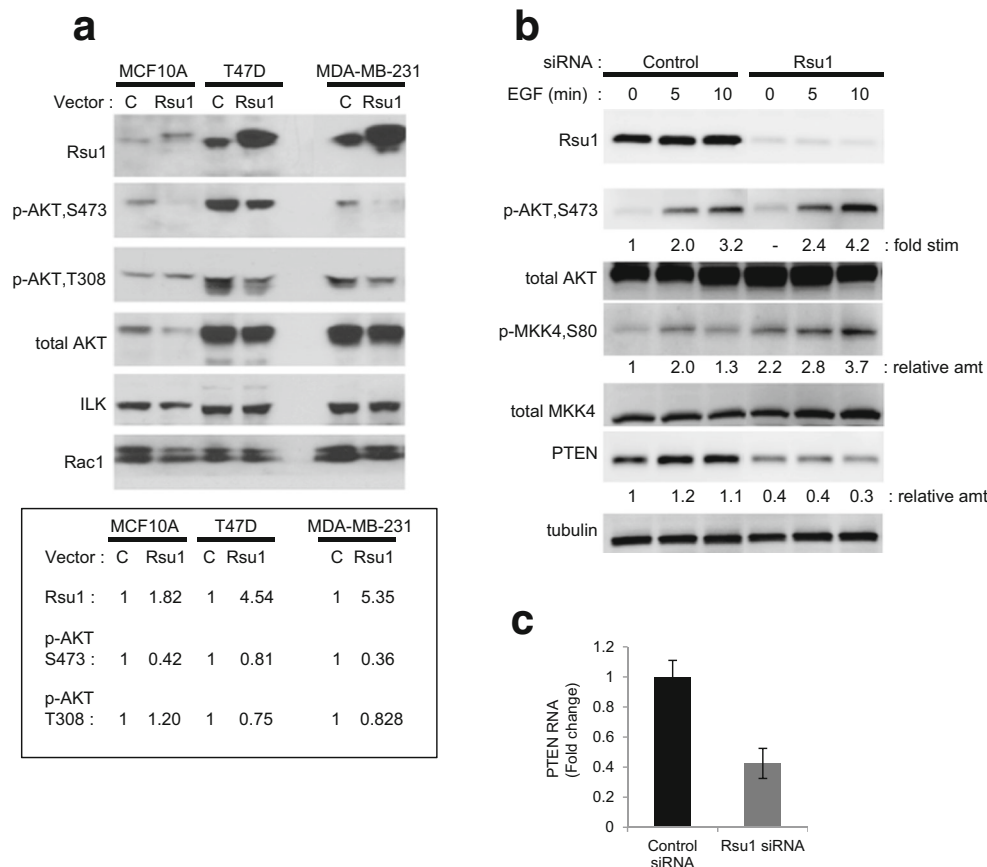 a
MCF10A T47D MDA-MB-231
Vector : C Rsu1 C Rsu1 C Rsu1
Rsu1
p-AKT,S473
p-AKT,T308
total AKT
ILK
Rac1
MCF10A T47D MDA-MB-231
Vector : C Rsu1 C Rsu1 C Rsu1
Rsu1 : 1 1.82 1 4.54 1 5.35
p-AKT
S473 : 1 0.42 1 0.81 1 0.36
p-AKT
T308 : 1 1.20 1 0.75 1 0.828
b
siRNA : Control Rsu1
EGF (min) : 0 5 10 0 5 10
Rsu1
p-AKT,S473
1 2.0 3.2 - 2.4 4.2 : fold stim
total AKT
p-MKK4,S80
1 2.0 1.3 2.2 2.8 3.7 : relative amt
total MKK4
PTEN
1 1.2 1.1 0.4 0.4 0.3 : relative amt
tubulin
c
PTEN RNA
(Fold change)
1.2
1
0.8
0.6
0.4
0.2
0
Control
siRNA
Rsu1 siRNA